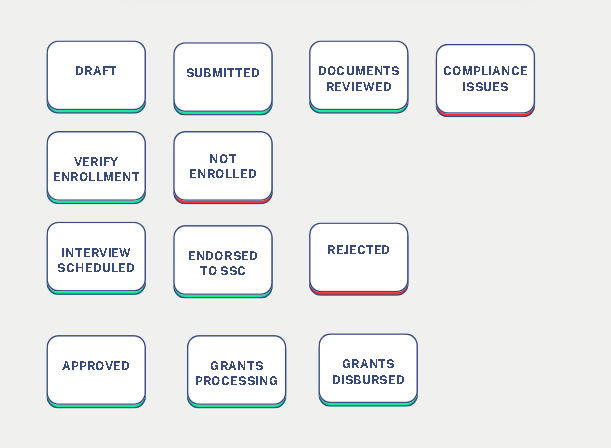 DRAFT
SUBMITTED
DOCUMENTS
REVIEWED
COMPLIANCE
ISSUES
VERIFY
ENROLLMENT
NOT
ENROLLED
INTERVIEW
SCHEDULED
ENDORSED
TO SSC
REJECTED
APPROVED
GRANTS
PROCESSING
GRANTS
DISBURSED